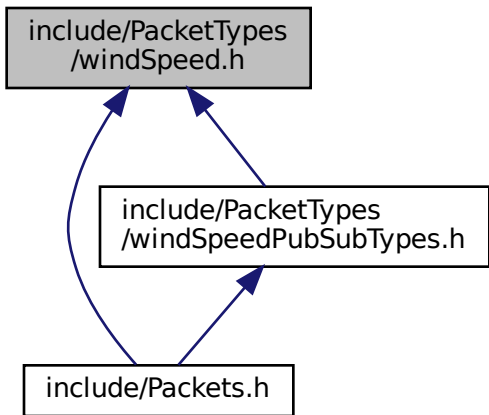 include/PacketTypes
/windSpeed.h
include/PacketTypes
/windSpeedPubSubTypes.h
include/Packets.h